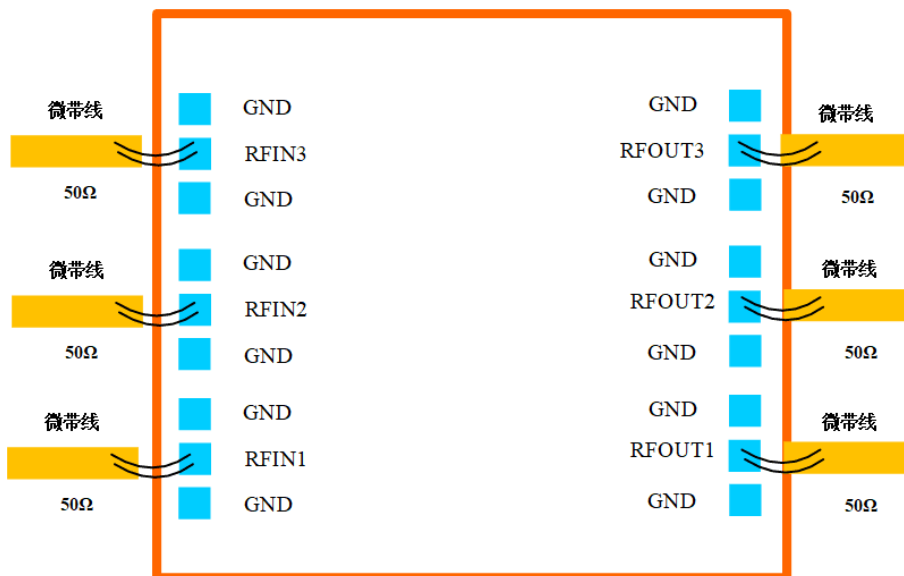 GND
GND
微带线
微带线
RFIN3
RFOUT3
50Ω
GND
GND
50Ω
GND
GND
微带线
微带线
RFIN2
RFOUT2
50Ω
GND
GND
50Ω
GND
GND
微带线
微带线
RFIN1
RFOUT1
50Ω
GND
GND
50Ω